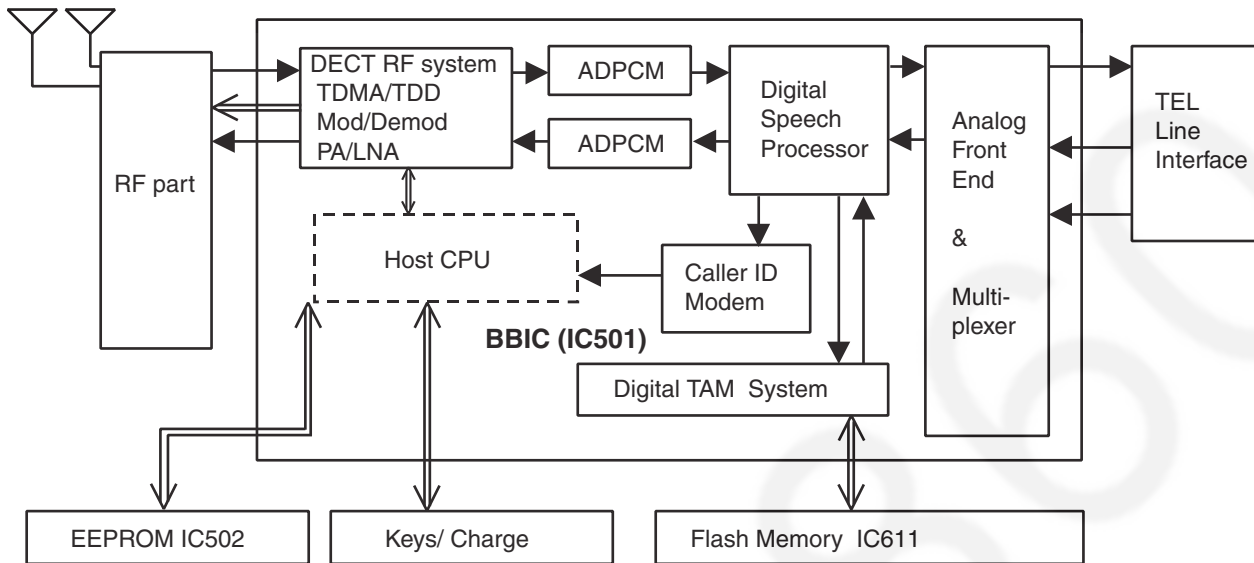 RF part
DECT RF system
TDMA/TDD
Mod/Demod
PA/LNA
ADPCM
ADPCM
Digital
Speech
Processor
Analog
Front
End
&
Multi-
plexer
TEL
Line
Interface
Host CPU
Caller ID
Modem
BBIC (IC501)
Digital TAM System
EEPROM IC502
Keys/ Charge
Flash Memory IC611